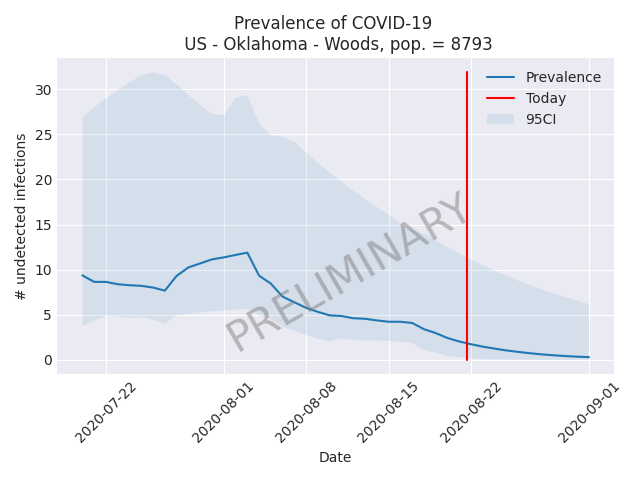 Prevalence of COVID-19
US - Oklahoma - Woods, pop. = 8793
Prevalence
Today
95CI
30
25
20
15
10
5
0
# undetected infections
PRELIMINARY
2020-07-22
2020-08-01
2020-08-08
2020-08-15
2020-08-22
2020-09-01
Date